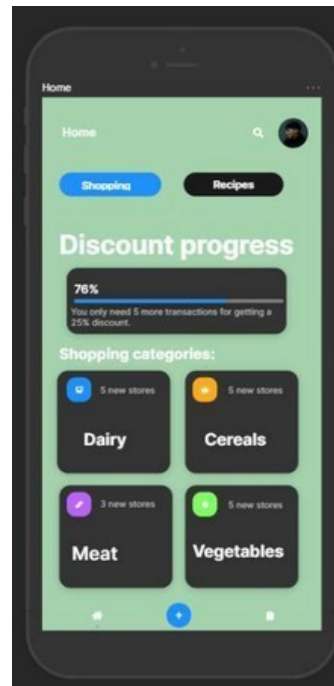 Home
Home
Shopping
Recipes
Discount progress
76%
You only need 5 more transactions for getting a
25% discount.
Shopping categories:
5 new stores
5 new stores
Dairy
Cereals
3 new stores
5 new stores
Meat
Vegetables